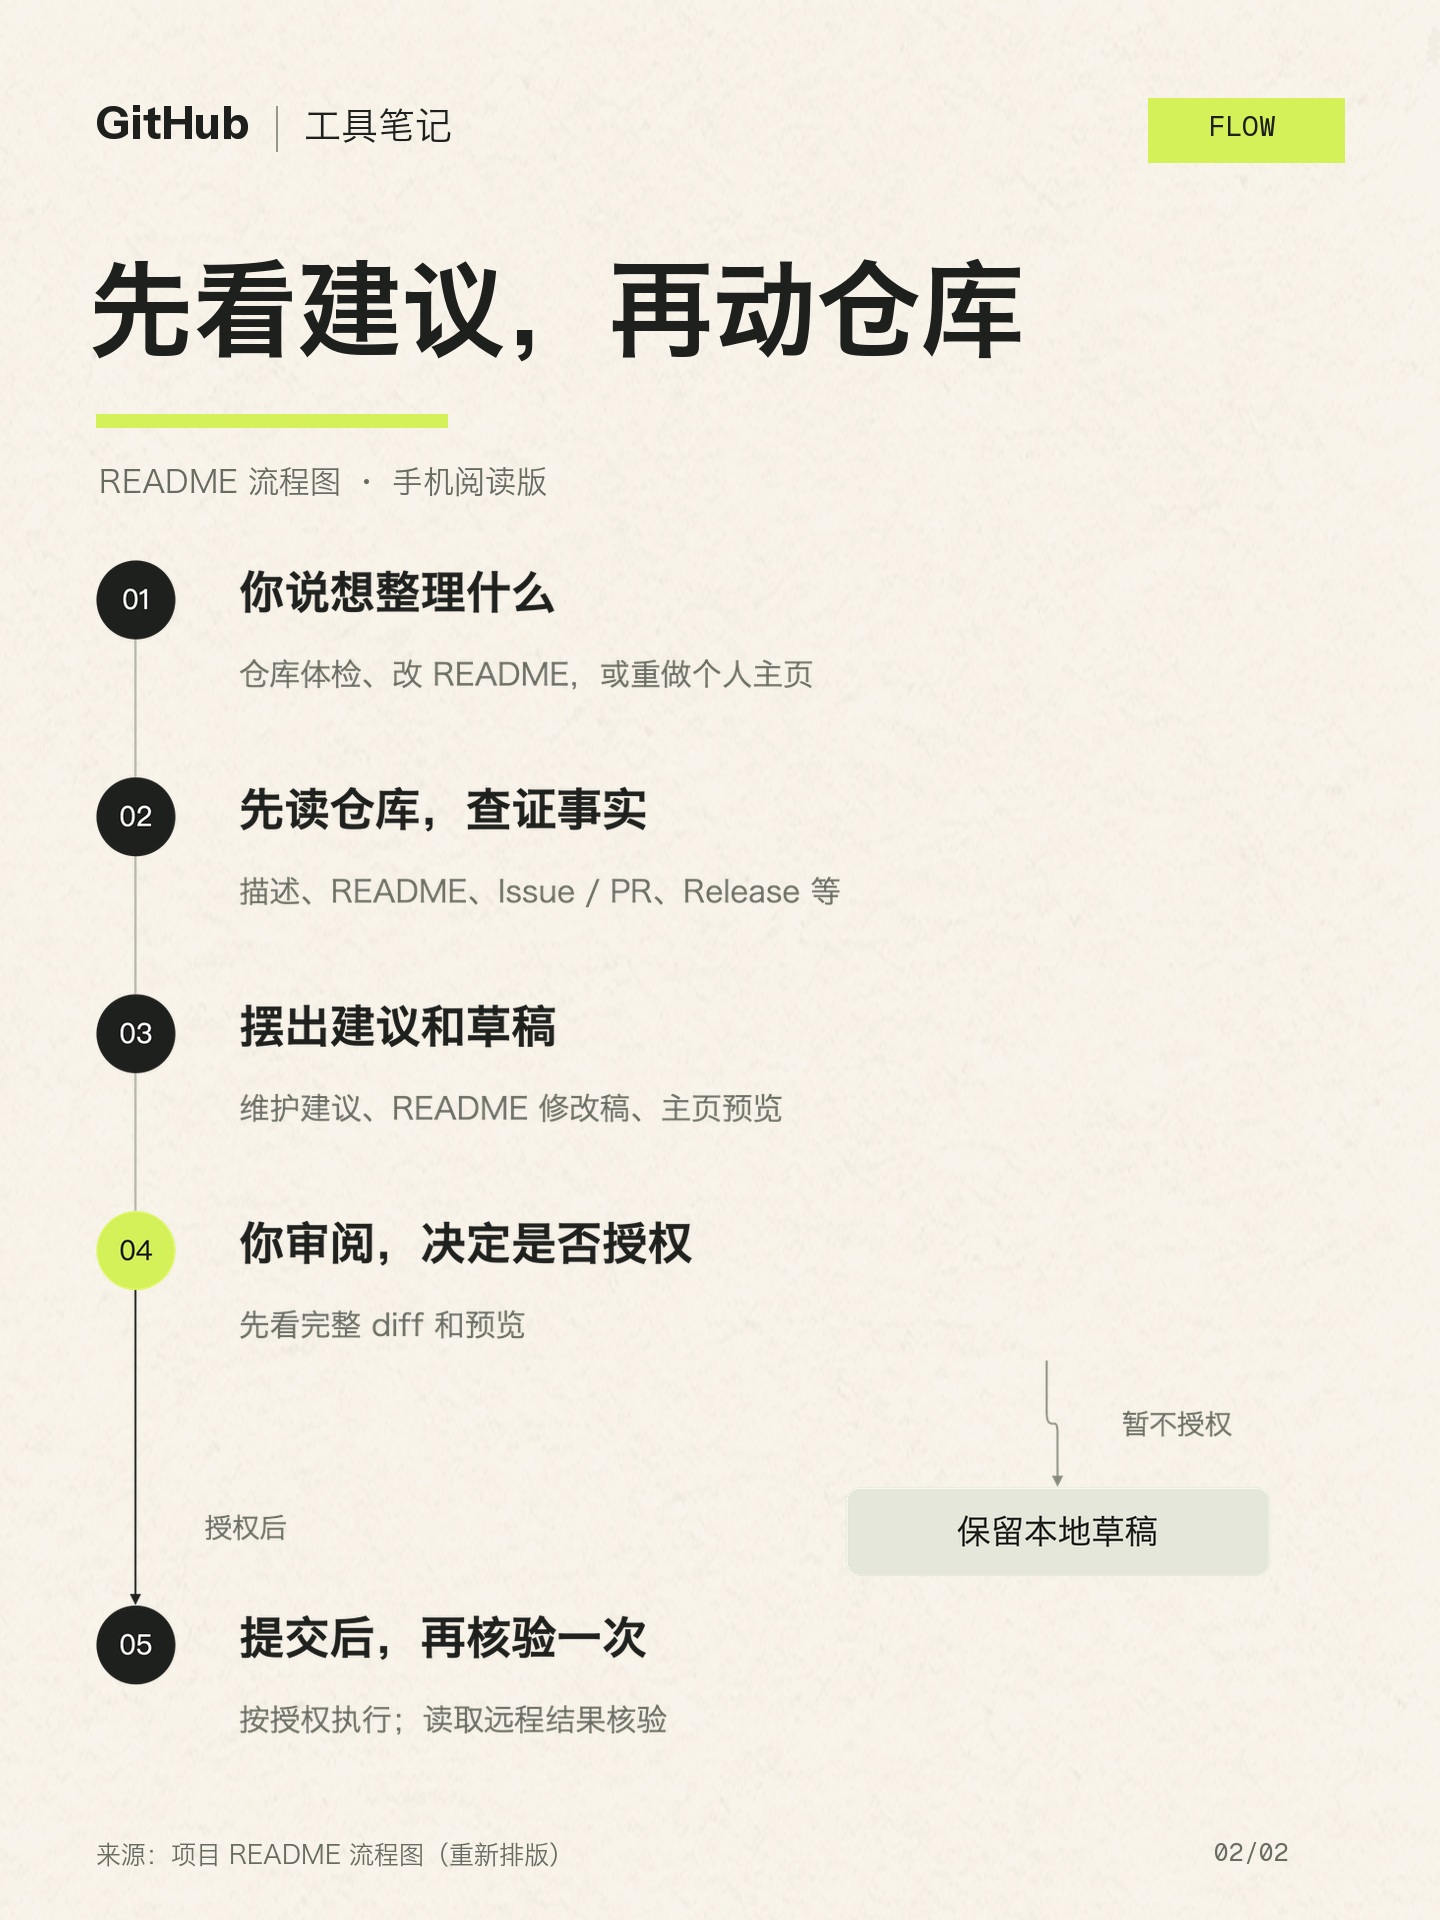 GitHub | 工具笔记
FLOW
先看建议，再动仓库
README 流程图 · 手机阅读版
01
你说想整理什么
仓库体检、改 README，或重做个人主页
02
先读仓库，查证事实
描述、README、Issue / PR、Release 等
03
摆出建议和草稿
维护建议、README 修改稿、主页预览
04
你审阅，决定是否授权
先看完整 diff 和预览
暂不授权
保留本地草稿
授权后
05
提交后，再核验一次
按授权执行；读取远程结果核验
来源：项目 README 流程图（重新排版）
02/02